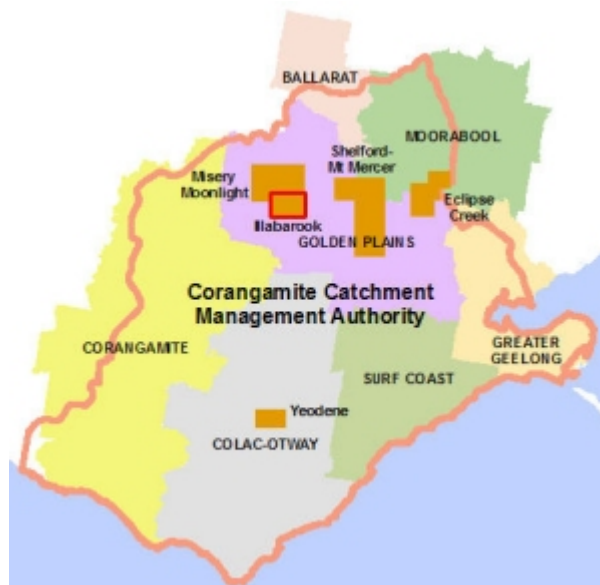 BALLARAT
MOORABOOL
Shelford-
Mt Mercer
Misery
Moonlight
Eclipse
Creek
Illabarook
GOLDEN PLAINS
Corangamite Catchment
Management Authority
CORANGAMITE
GREATER
GEELONG
SURF COAST
Yeodene
COLAC-OTWAY